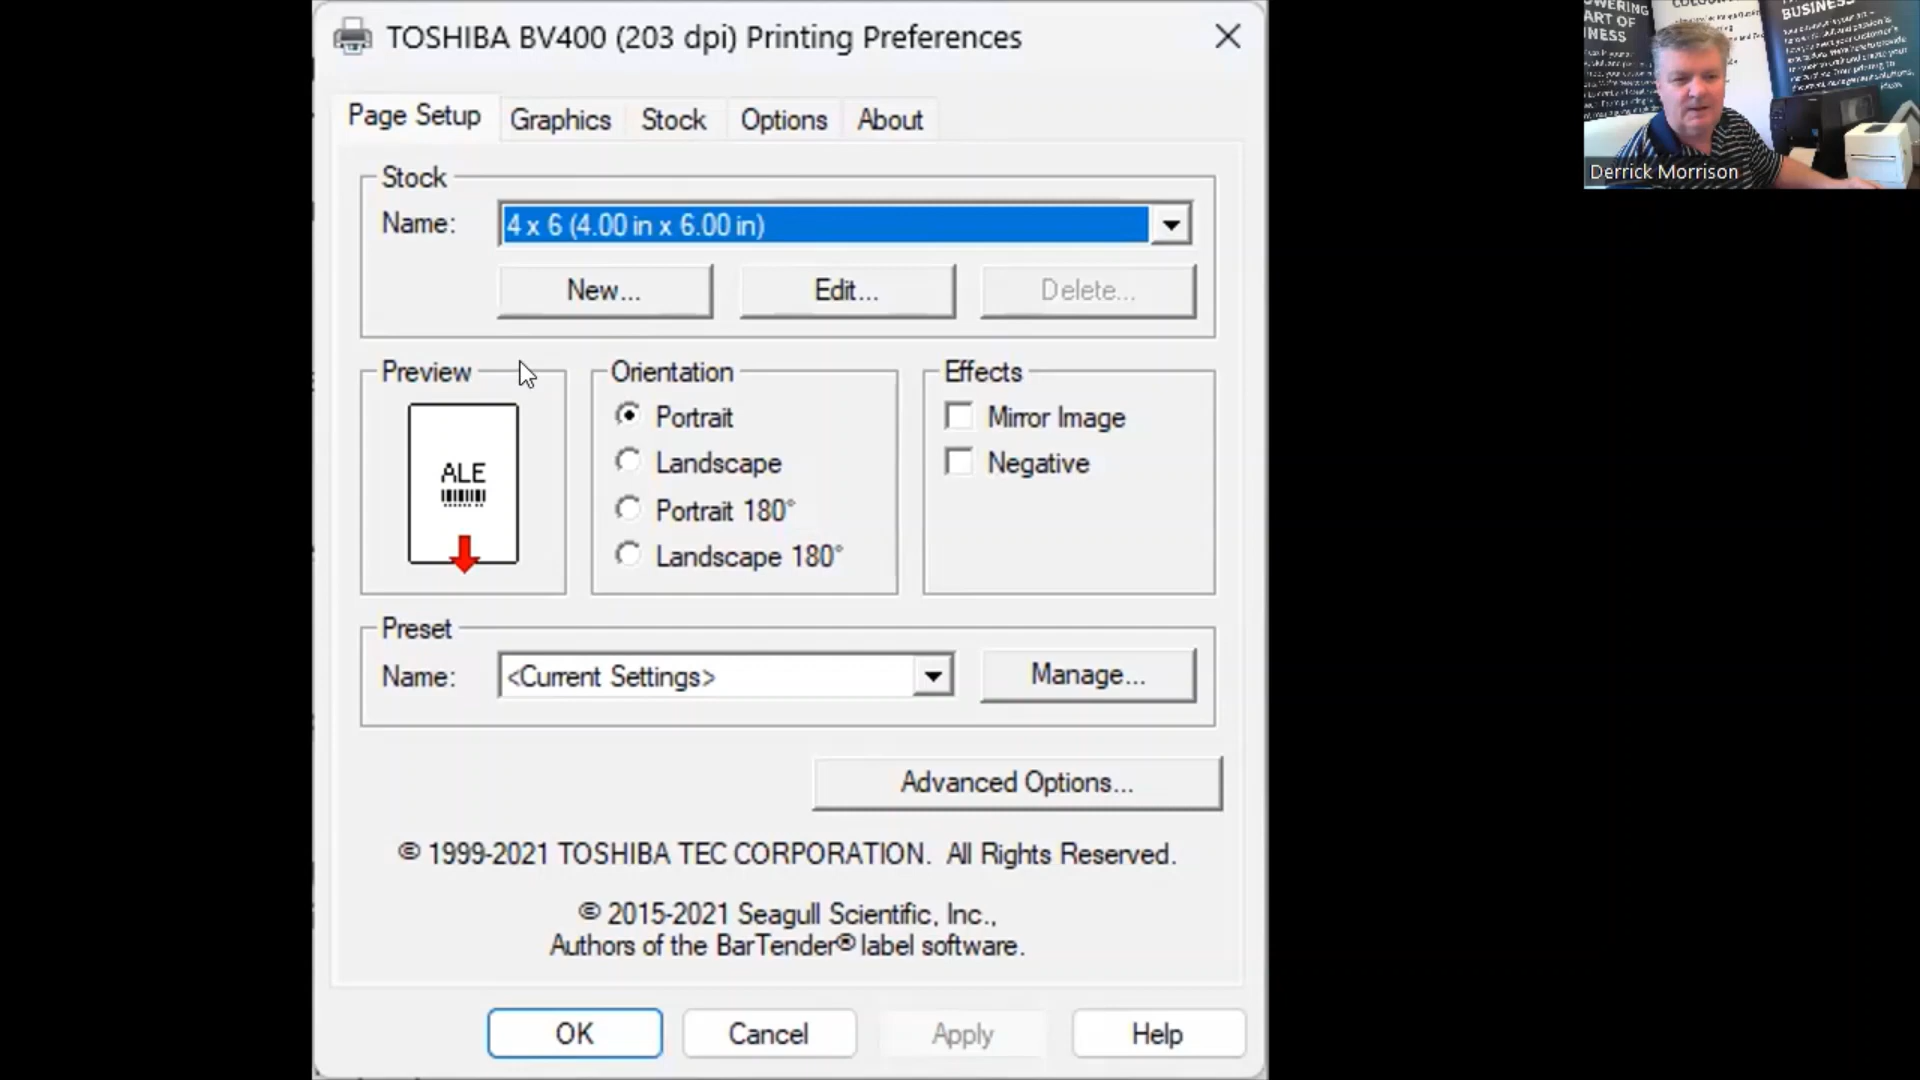 TOSHIBA BV400 (203 dpi) Printing Preferences
Page Setup
Graphics
Stock
Options
About
Stock
Name:
4 x 6 (4.00 in x 6.00 in)
New...
Edit...
Delete...
Preview
ALE
Orientation
Portrait
Landscape
Portrait 180°
Landscape 180°
Effects
Mirror Image
Negative
Preset
Name:
<Current Settings>
Manage...
Advanced Options...
© 1999-2021 TOSHIBA TEC CORPORATION. All Rights Reserved.
© 2015-2021 Seagull Scientific, Inc.,
Authors of the BarTender® label software.
OK
Cancel
Apply
Help
ART OF
BUSINESS
Derrick Morrison